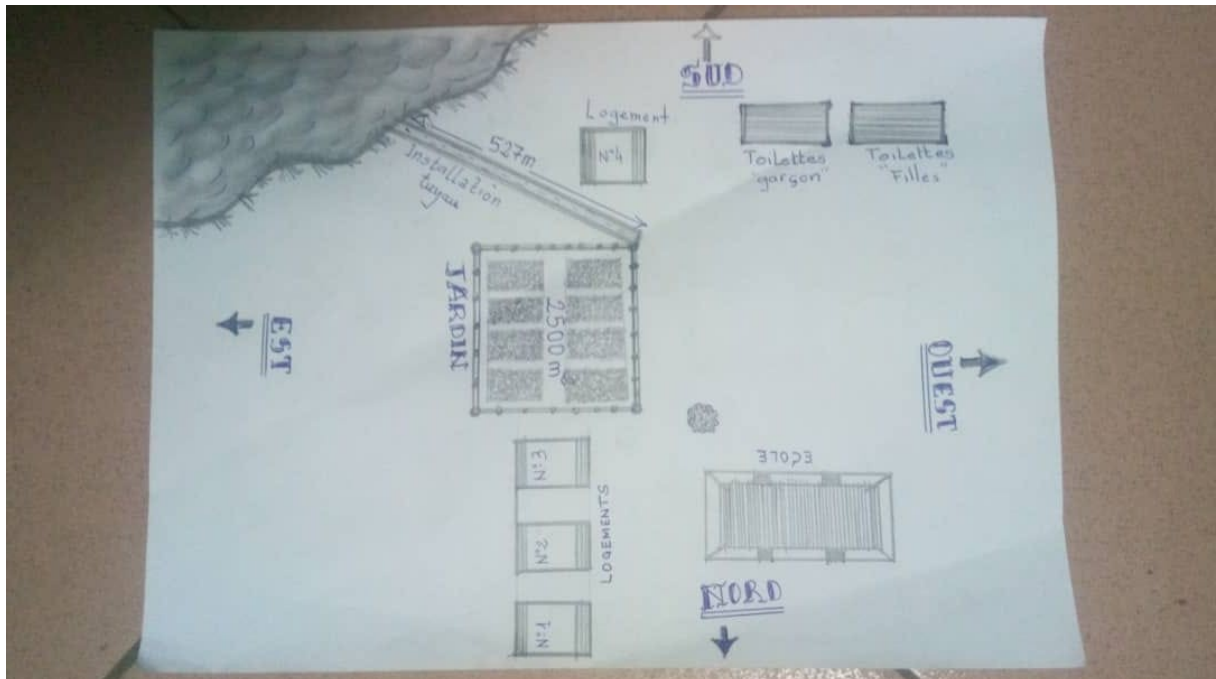 SUD
Logement
N°4
Toilettes
"garçon"
Toilettes
"Filles"
527m
Installation
tuyau
JARDIN
2500m
EST
OUEST
ECOLE
N°3
N°2
N°1
LOGEMENTS
NORD